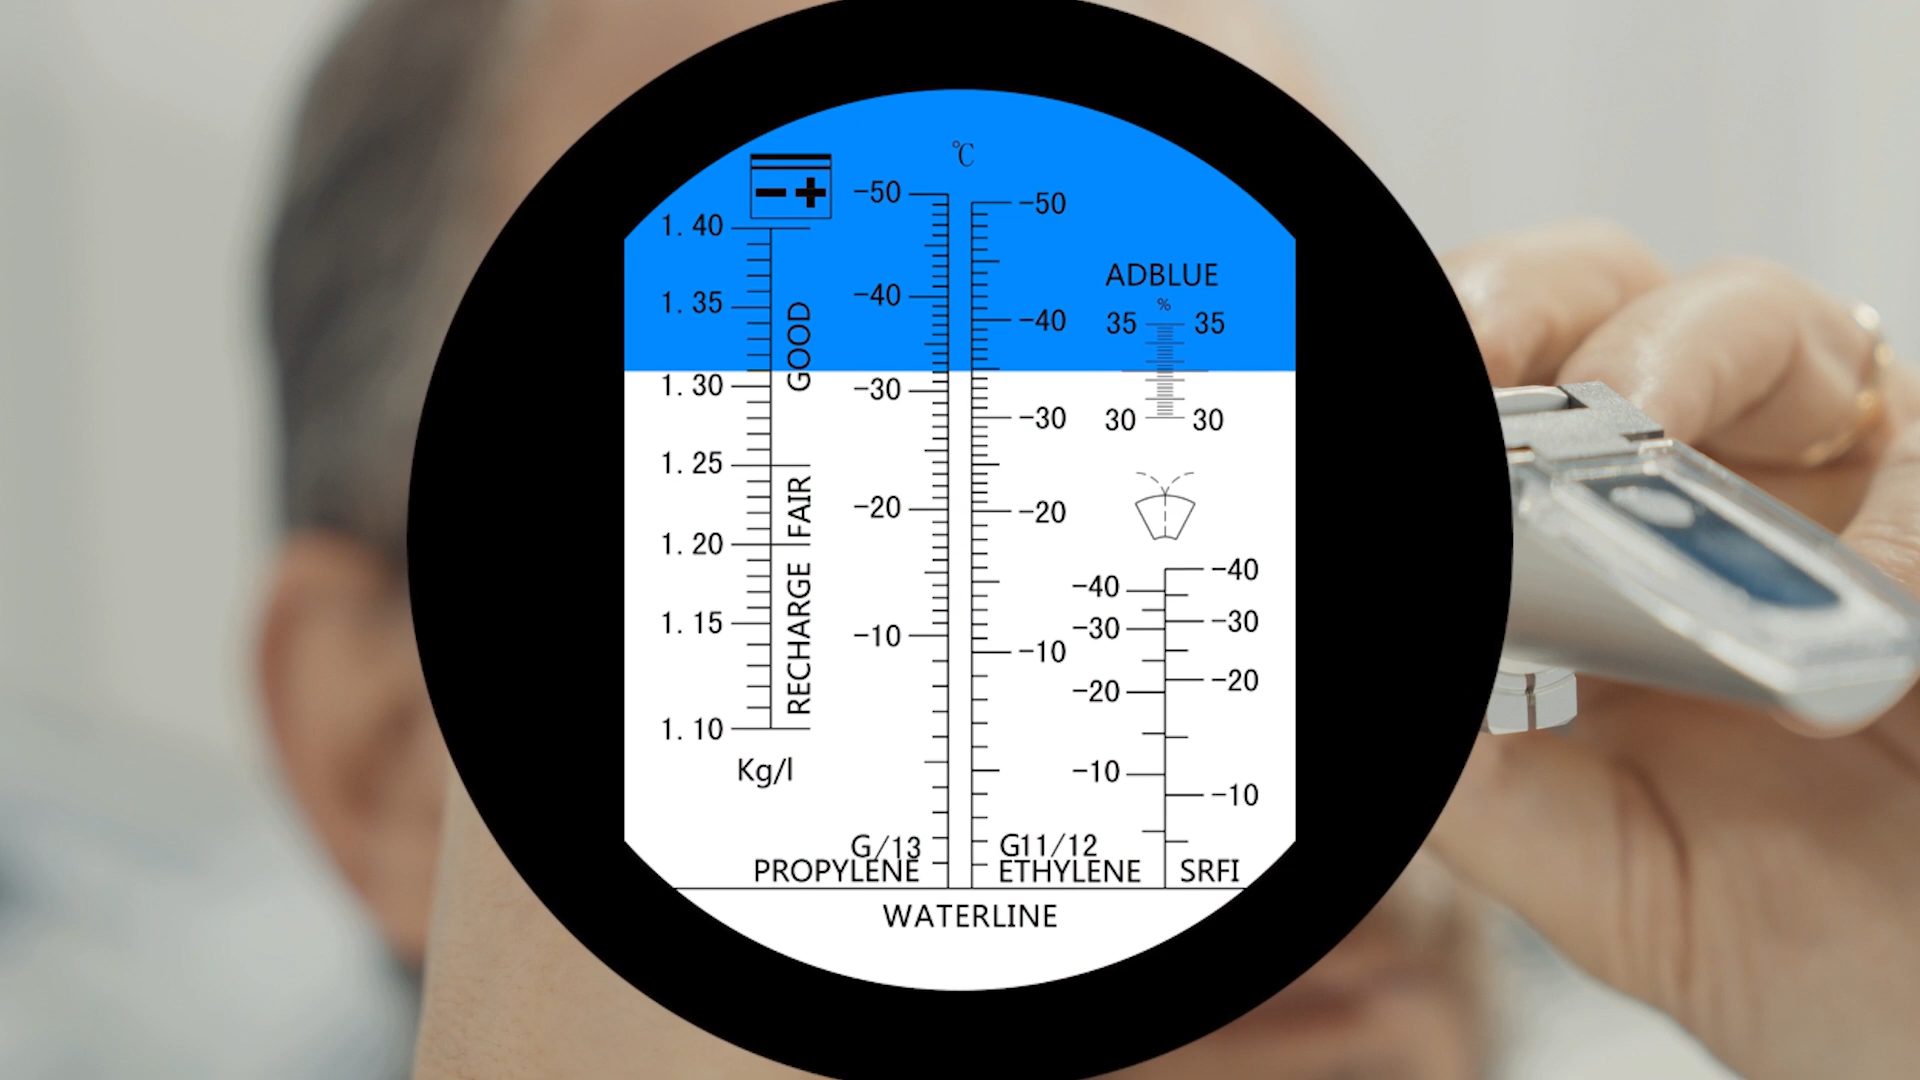 ℃
-+
1.40
1.35
1.30
1.25
1.20
1.15
1.10
GOOD
FAIR
RECHARGE
Kg/l
-50
-40
-30
-20
-10
G/13
PROPYLENE
-50
-40
-30
-20
-10
G11/12
ETHYLENE
ADBLUE
%
35 35
30 30
-40
-30
-20
-10
-40
-30
-20
-10
SRFI
WATERLINE